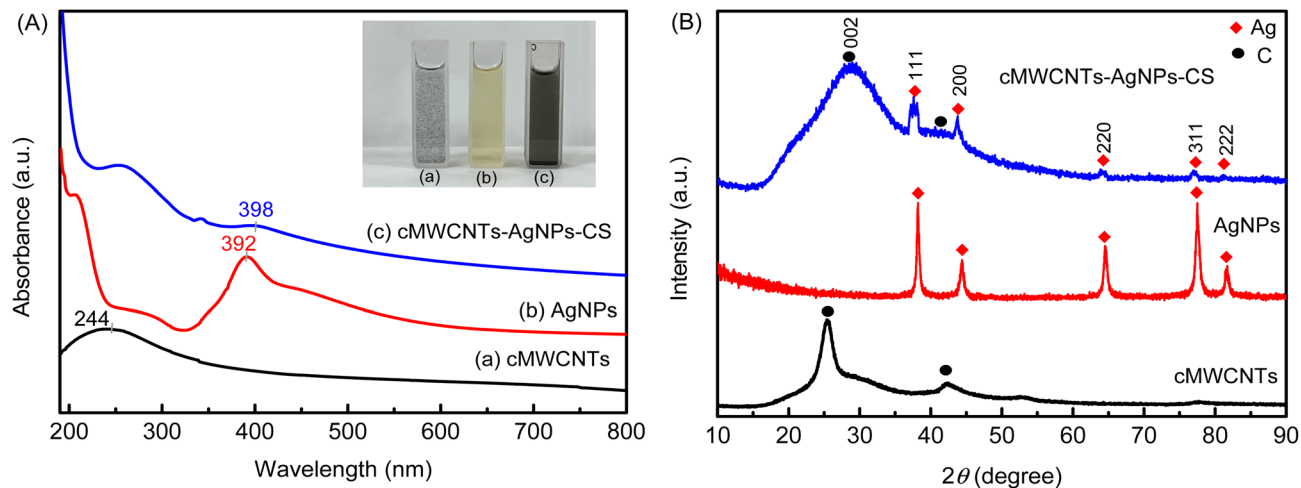 (A)
Absorbance (a.u.)
(a)
(b)
(c)
398
(c) cMWCNTs-AgNPs-CS
392
(b) AgNPs
244
(a) cMWCNTs
200 300 400 500 600 700 800
Wavelength (nm)
(B)
Intensity (a.u.)
Ag
C
002
cMWCNTs-AgNPs-CS
111
200
220
311
222
AgNPs
cMWCNTs
10 20 30 40 50 60 70 80 90
2θ (degree)